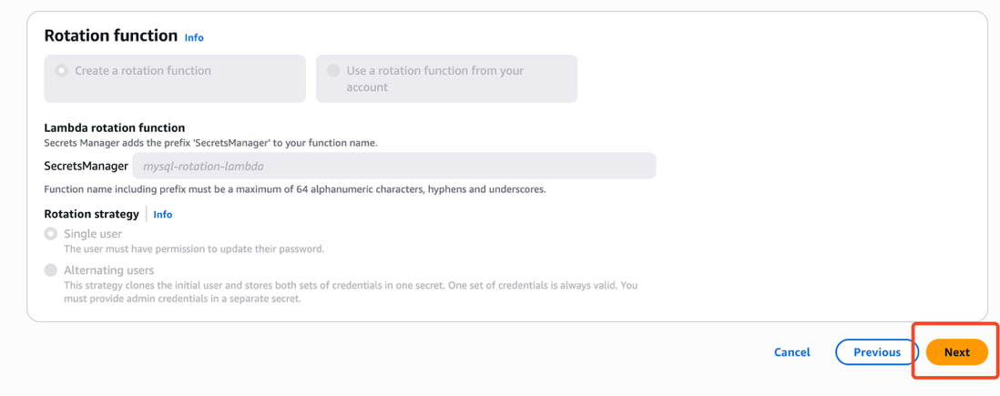 Rotation function Info
Create a rotation function
Use a rotation function from your
account
Lambda rotation function
Secrets Manager adds the prefix 'SecretsManager' to your function name.
SecretsManager mysql-rotation-lambda
Function name including prefix must be a maximum of 64 alphanumeric characters, hyphens and underscores.
Rotation strategy Info
Single user
The user must have permission to update their password.
Alternating users
This strategy clones the initial user and stores both sets of credentials in one secret. One set of credentials is always valid. You
must provide admin credentials in a separate secret.
Cancel Previous Next